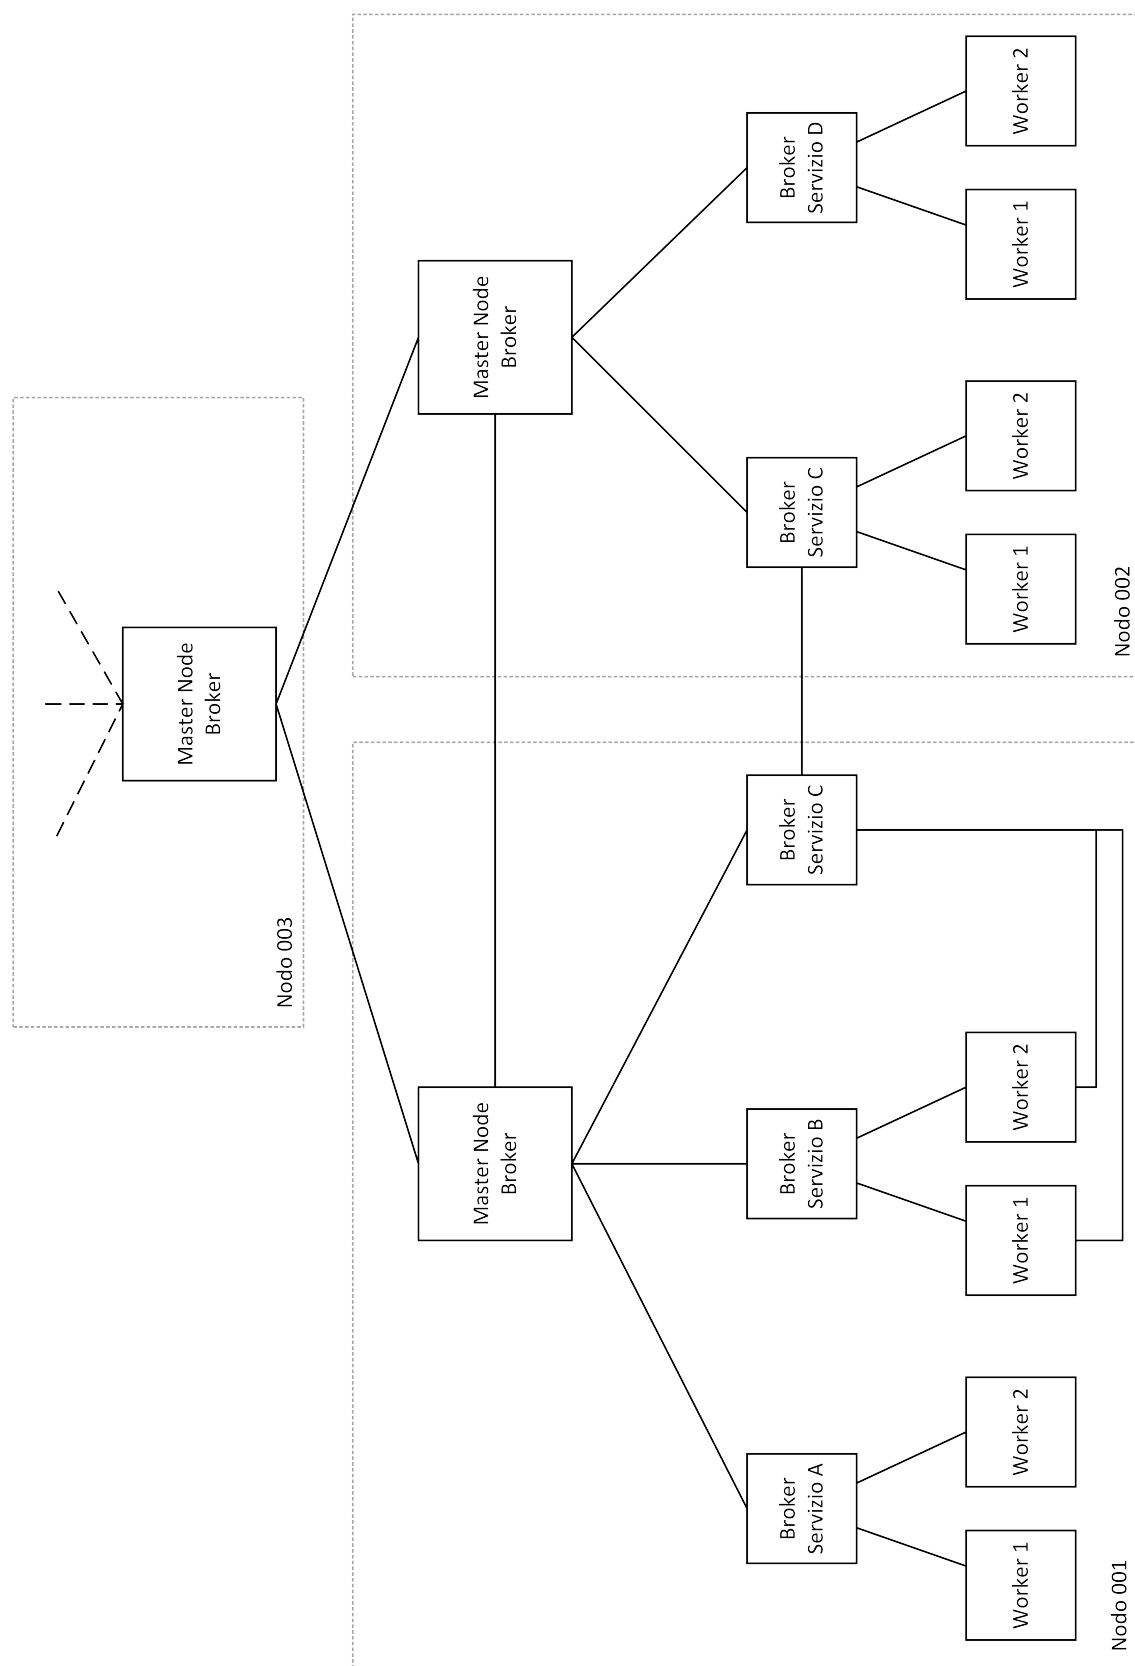 Nodo 003
Master Node
Broker
Master Node
Broker
Master Node
Broker
Broker
Servizio A
Broker
Servizio B
Broker
Servizio C
Broker
Servizio C
Broker
Servizio D
Worker 1
Worker 2
Worker 1
Worker 2
Worker 1
Worker 2
Worker 1
Worker 2
Nodo 001
Nodo 002